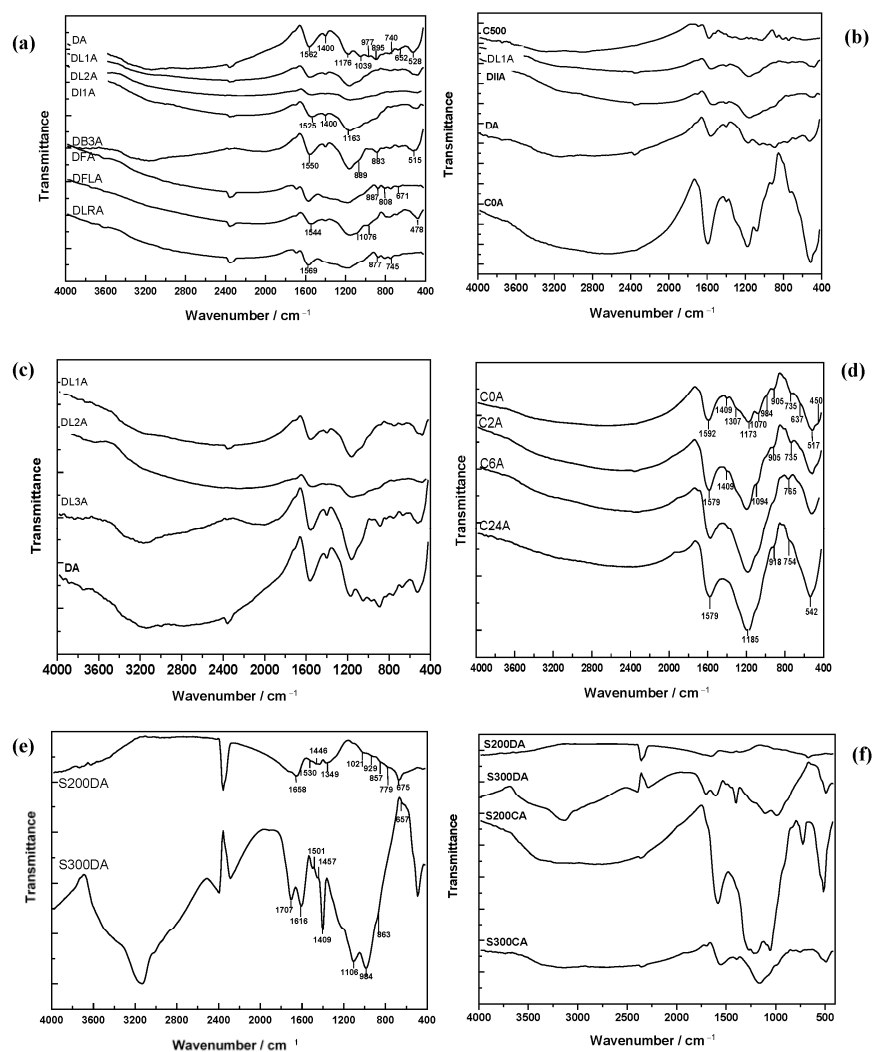 (a)
DA
DL1A
DL2A
DI1A
DB3A
DFA
DFLA
DLRA
1562
1400
1176
977
1039
895
740
652
528
1525
1400
1163
1550
889
883
515
887
808
671
1544
1076
478
1569
877
745
Transmittance
4000 3200 2400 1600 800
4000 3600 3200 2800 2400 2000 1600 1200 800 400
Wavenumber / cm⁻¹
(b)
C500
DL1A
DIIA
DA
C0A
Transmittance
4000 3600 3200 2800 2400 2000 1600 1200 800 400
Wavenumber / cm⁻¹
(c)
DL1A
DL2A
DL3A
DA
Transmittance
4000 3600 3200 2800 2400 2000 1600 1200 800 400
Wavenumber / cm⁻¹
(d)
C0A
C2A
C6A
C24A
1592
1409
1307
1173
1070
984
905
735
637
450
517
1579
1409
1094
905
735
765
1579
1185
918
754
542
Transmittance
4000 3600 3200 2800 2400 2000 1600 1200 800 400
Wavenumber / cm⁻¹
(e)
S200DA
S300DA
1658
1530
1446
1349
1021
929
857
779
675
657
1501
1457
1707
1616
1409
1106
984
863
Transmittance
4000 3600 3200 2800 2400 2000 1600 1200 800 400
Wavenumber / cm⁻¹
(f)
S200DA
S300DA
S200CA
S300CA
Transmittance
4000 3500 3000 2500 2000 1500 1000 500
Wavenumber / cm⁻¹